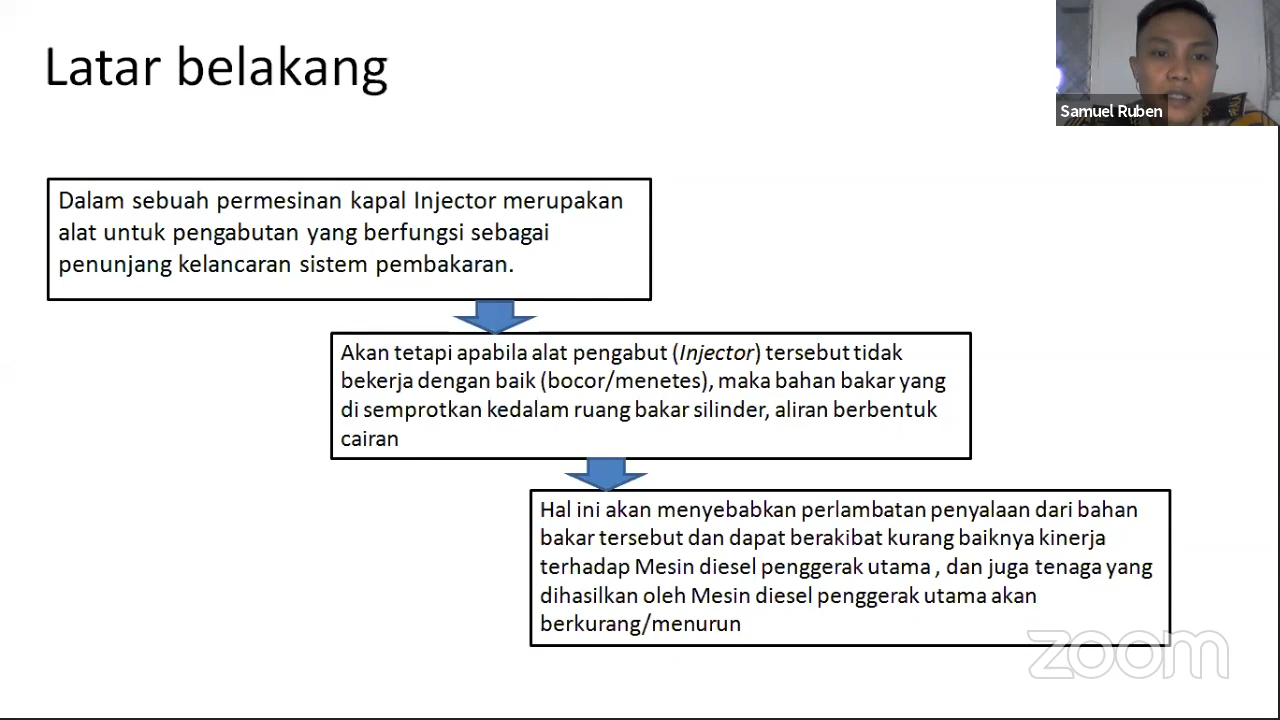 Latar belakang
Samuel Ruben
Dalam sebuah permesinan kapal Injector merupakan
alat untuk pengabutan yang berfungsi sebagai
penunjang kelancaran sistem pembakaran.
Akan tetapi apabila alat pengabut (Injector) tersebut tidak
bekerja dengan baik (bocor/menetes), maka bahan bakar yang
di semprotkan kedalam ruang bakar silinder, aliran berbentuk
cairan
Hal ini akan menyebabkan perlambatan penyalaan dari bahan
bakar tersebut dan dapat berakibat kurang baiknya kinerja
terhadap Mesin diesel penggerak utama , dan juga tenaga yang
dihasilkan oleh Mesin diesel penggerak utama akan
berkurang/menurun
zoom